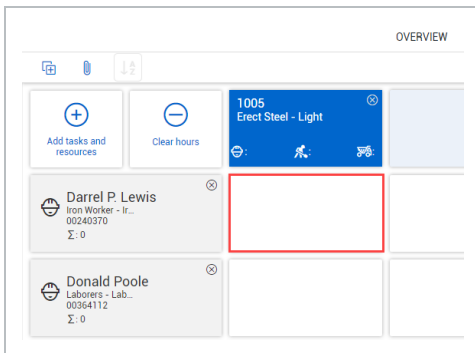 OVERVIEW
Add tasks and
resources
Clear hours
1005
Erect Steel - Light
:
:
:
Darrel P. Lewis
Iron Worker - Ir...
00240370
Σ: 0
Donald Poole
Laborers - Lab...
00364112
Σ: 0